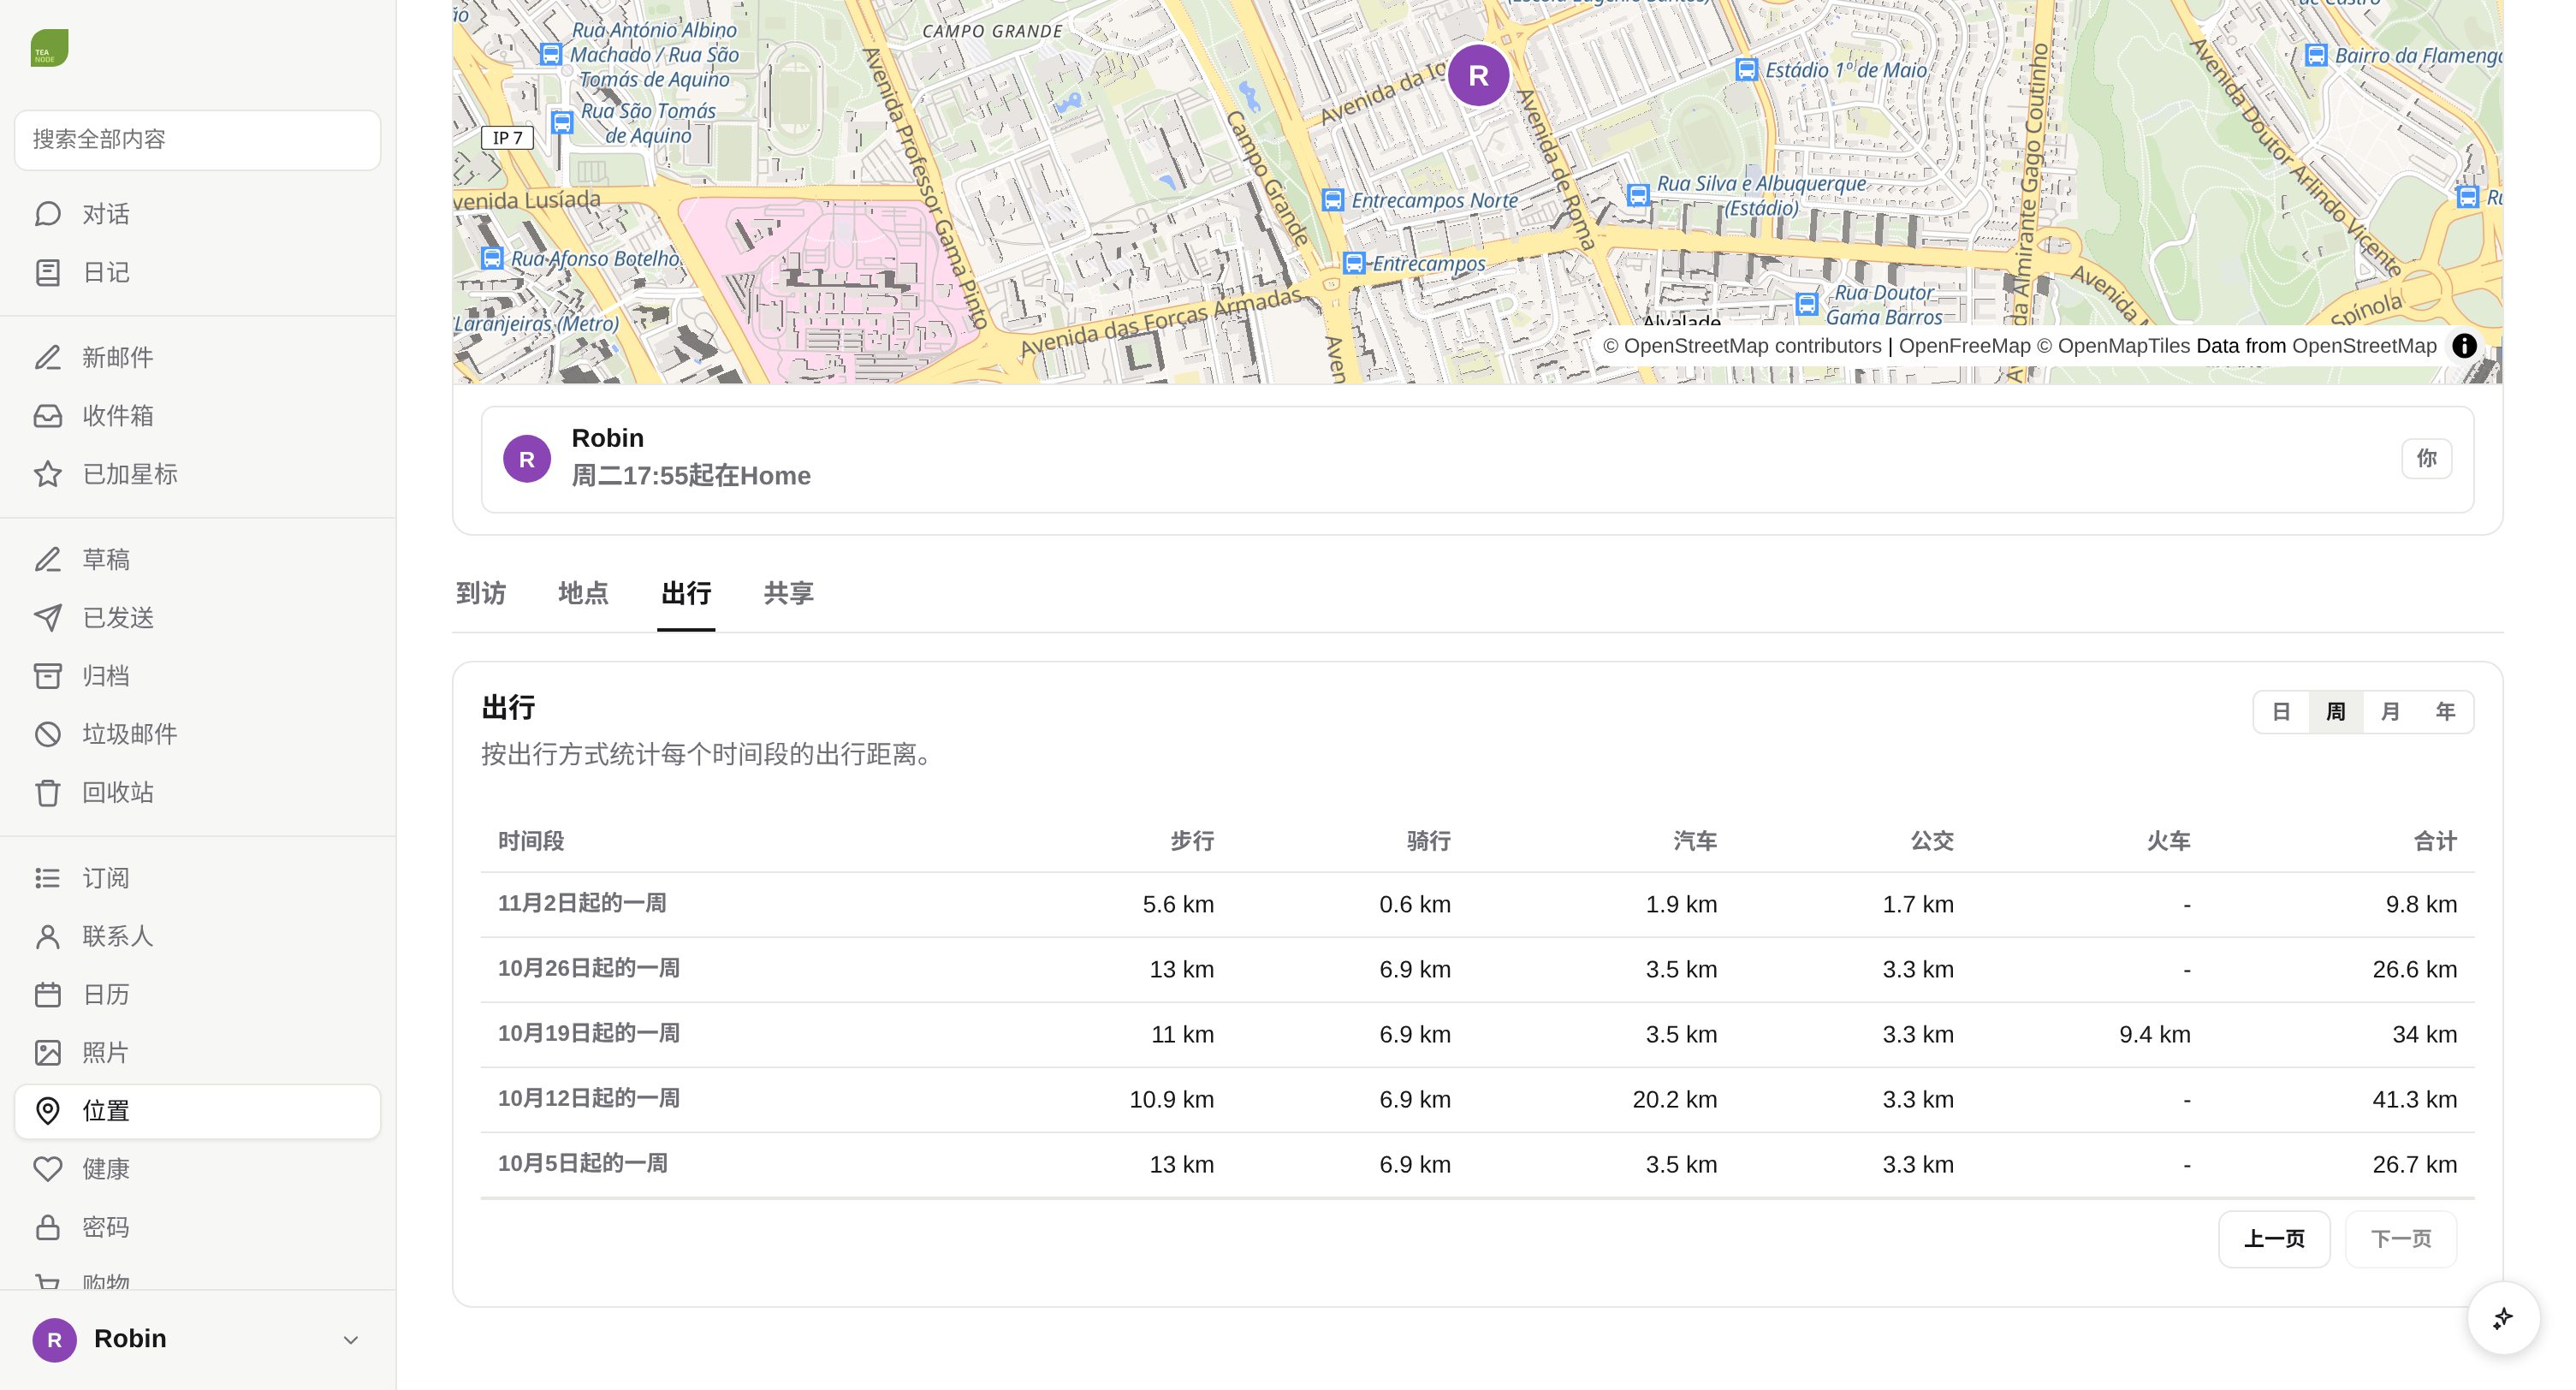 TEA
NODE
搜索全部内容
对话
日记
新邮件
收件箱
已加星标
草稿
已发送
归档
垃圾邮件
回收站
订阅
联系人
日历
照片
位置
健康
密码
购物
R Robin
CAMPO GRANDE
Rua António Albino
Machado / Rua São
Tomás de Aquino
Rua São Tomás
de Aquino
IP 7
Avenida Professor Gama Pinto
Campo Grande
Avenida da Ig
R
Avenida de Roma
Estádio 1º de Maio
Bairro da Flameng
Avenida Doutor Arlindo Vicente
da Almirante Gago Coutinho
venida Lusíada
Entrecampos Norte
Rua Silva e Albuquerque
(Estádio)
Rua Afonso Botelho
Entrecampos
Laranjeiras (Metro)
Avenida das Forças Armadas
Rua Doutor
Gama Barros
Alvalade
Spínola
© OpenStreetMap contributors | OpenFreeMap © OpenMapTiles Data from OpenStreetMap
R
Robin
周二17:55起在Home
你
到访 地点 出行 共享
出行
按出行方式统计每个时间段的出行距离。
日 周 月 年
时间段 步行 骑行 汽车 公交 火车 合计
11月2日起的一周 5.6 km 0.6 km 1.9 km 1.7 km - 9.8 km
10月26日起的一周 13 km 6.9 km 3.5 km 3.3 km - 26.6 km
10月19日起的一周 11 km 6.9 km 3.5 km 3.3 km 9.4 km 34 km
10月12日起的一周 10.9 km 6.9 km 20.2 km 3.3 km - 41.3 km
10月5日起的一周 13 km 6.9 km 3.5 km 3.3 km - 26.7 km
上一页 下一页